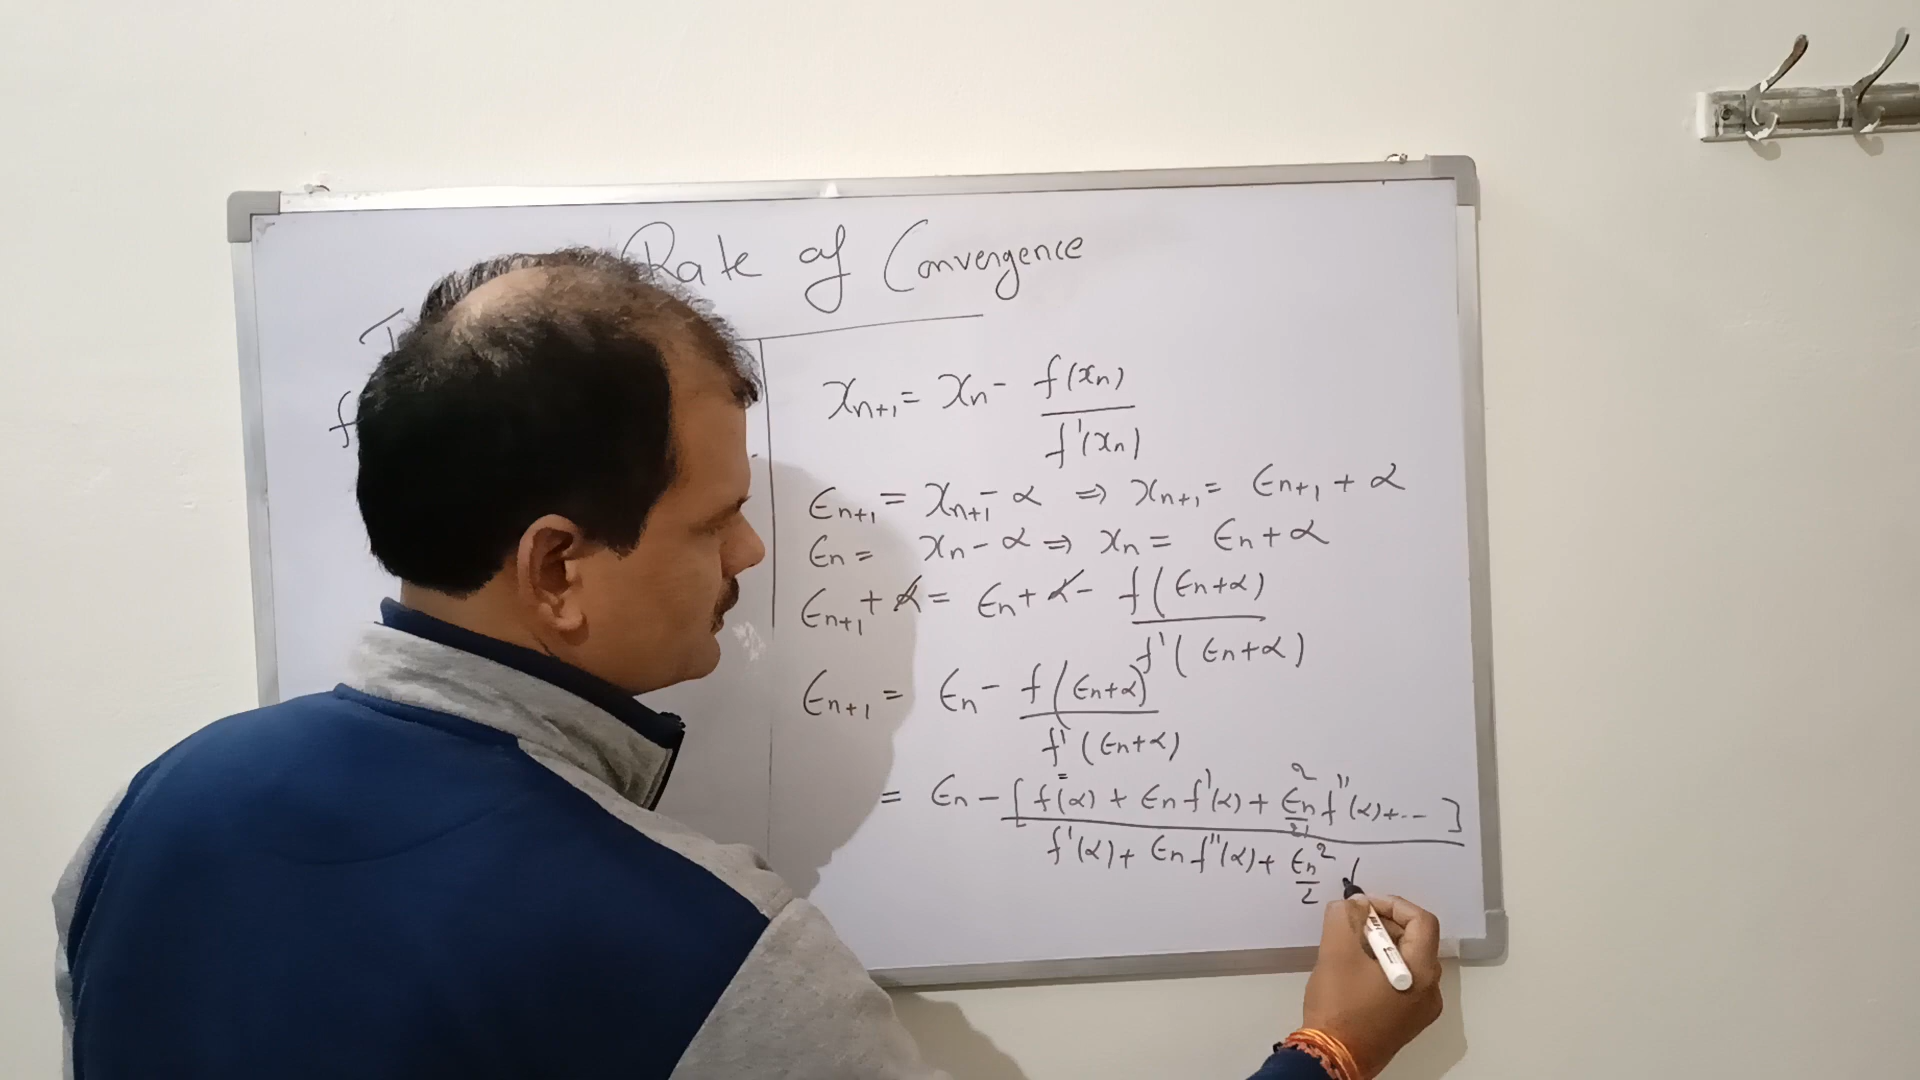 Rate of Convergence
xn+1 = xn - f(xn) / f'(xn)
ϵn+1 = xn+1 - α ⇒ xn+1 = ϵn+1 + α
ϵn = xn - α ⇒ xn = ϵn + α
ϵn+1 + α = ϵn + α - f(ϵn+α) / f'(ϵn+α)
ϵn+1 = ϵn - f(ϵn+α) / f'(ϵn+α)
= ϵn - [f(α) + ϵn f'(α) + ϵn²/2! f''(α) + ... ] / f'(α) + ϵn f''(α) + ϵn²/2